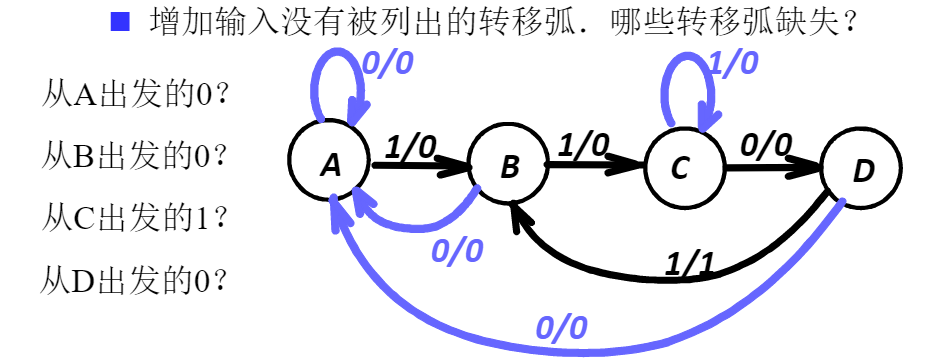 ■ 增加输入没有被列出的转移弧．哪些转移弧缺失？
从A出发的0？
从B出发的0？
从C出发的1？
从D出发的0？
0/0
1/0
A
1/0
B
1/0
C
0/0
D
0/0
1/1
0/0